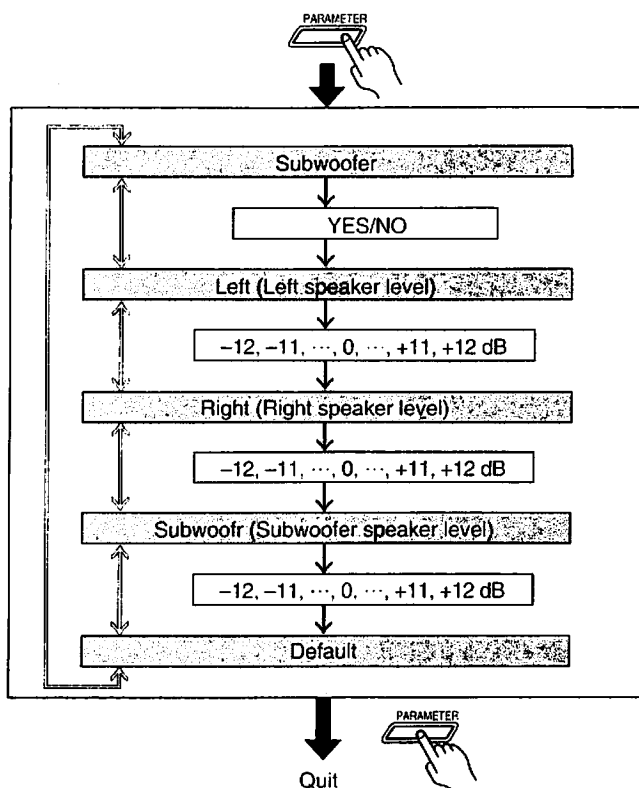 PARAMETER
Subwoofer
YES/NO
Left (Left speaker level)
−12, −11, ···, 0, ···, +11, +12 dB
Right (Right speaker level)
−12, −11, ···, 0, ···, +11, +12 dB
Subwoofr (Subwoofer speaker level)
−12, −11, ···, 0, ···, +11, +12 dB
Default
PARAMETER
Quit